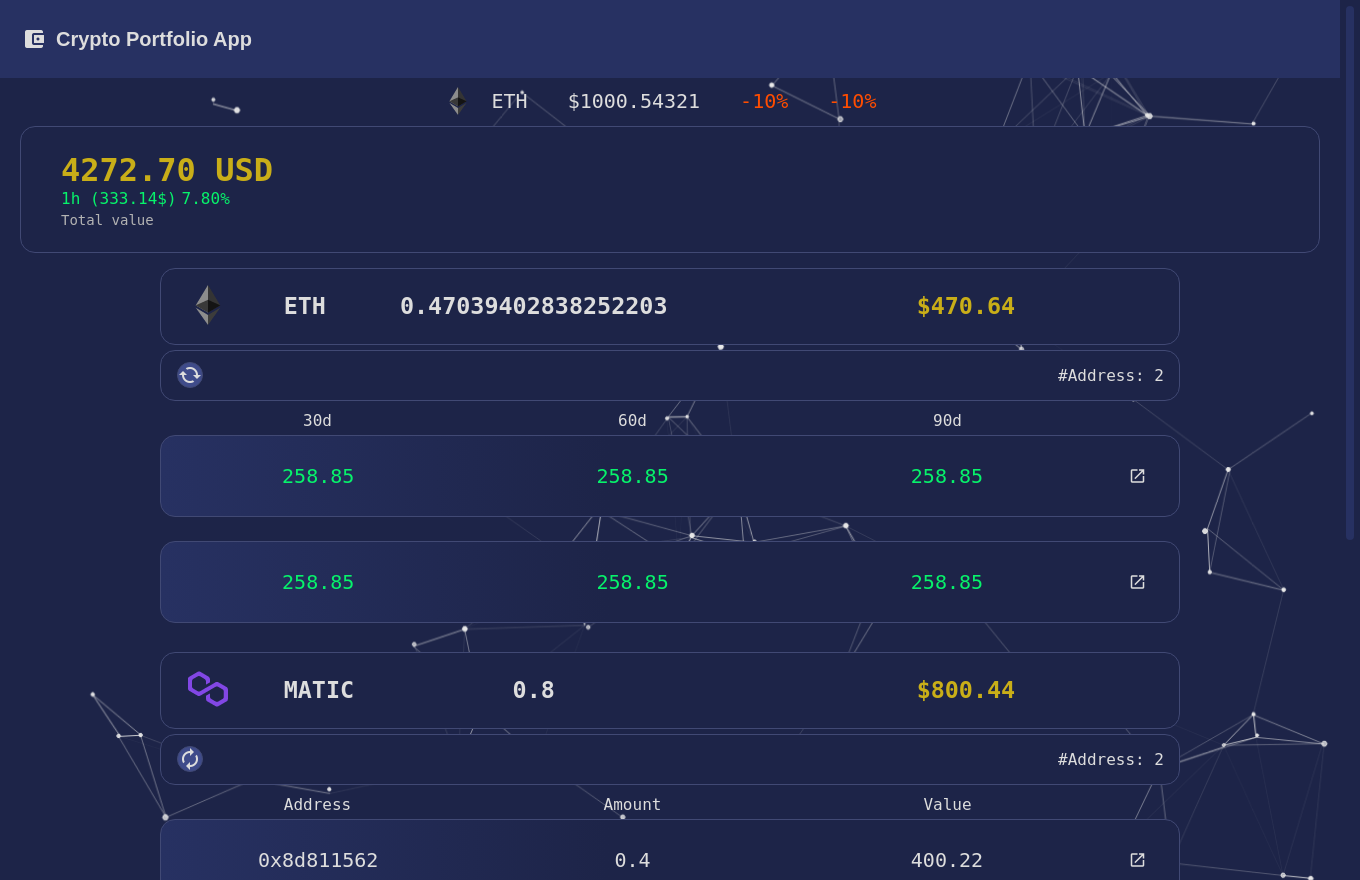 Crypto Portfolio App
ETH $1000.54321 -10% -10%
4272.70 USD
1h (333.14$) 7.80%
Total value
ETH 0.47039402838252203 $470.64
#Address: 2
30d 60d 90d
258.85 258.85 258.85
258.85 258.85 258.85
MATIC 0.8 $800.44
#Address: 2
Address Amount Value
0x8d811562 0.4 400.22